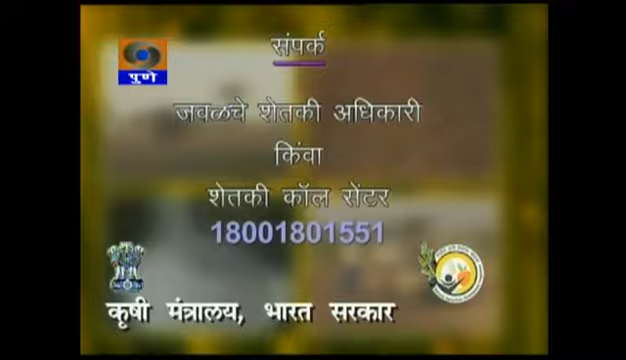 संपर्क
पुणे
जवळचे शेतकी अधिकारी
किंवा
शेतकी कॉल सेंटर
18001801551
कृषी मंत्रालय, भारत सरकार